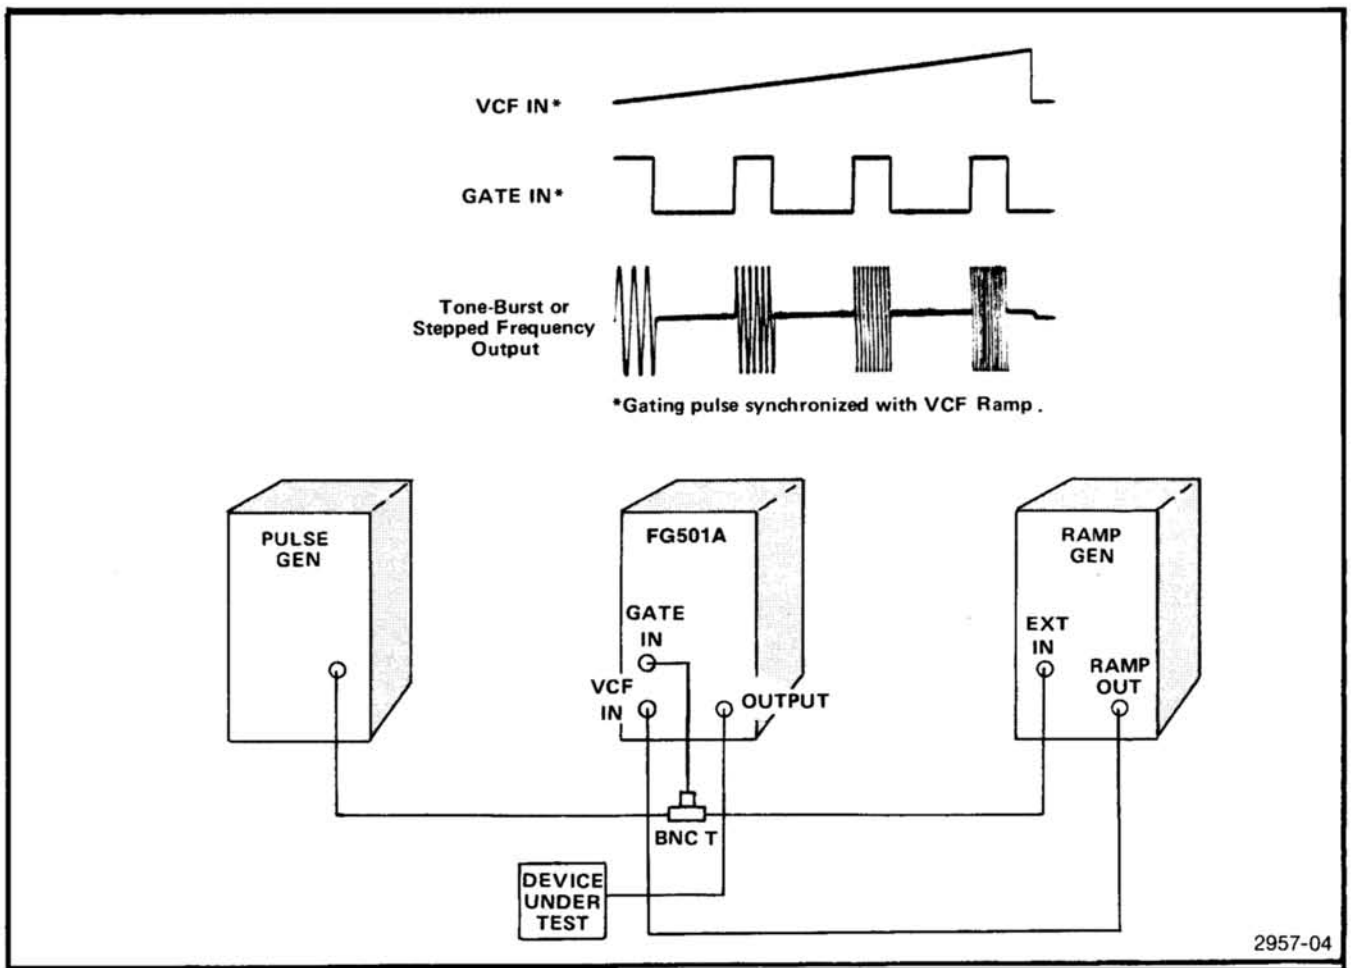 VCF IN*
GATE IN*
Tone-Burst or
Stepped Frequency
Output
*Gating pulse synchronized with VCF Ramp.
PULSE
GEN
FG501A
GATE
IN
VCF
IN
OUTPUT
RAMP
GEN
EXT
IN
RAMP
OUT
BNC T
DEVICE
UNDER
TEST
2957-04